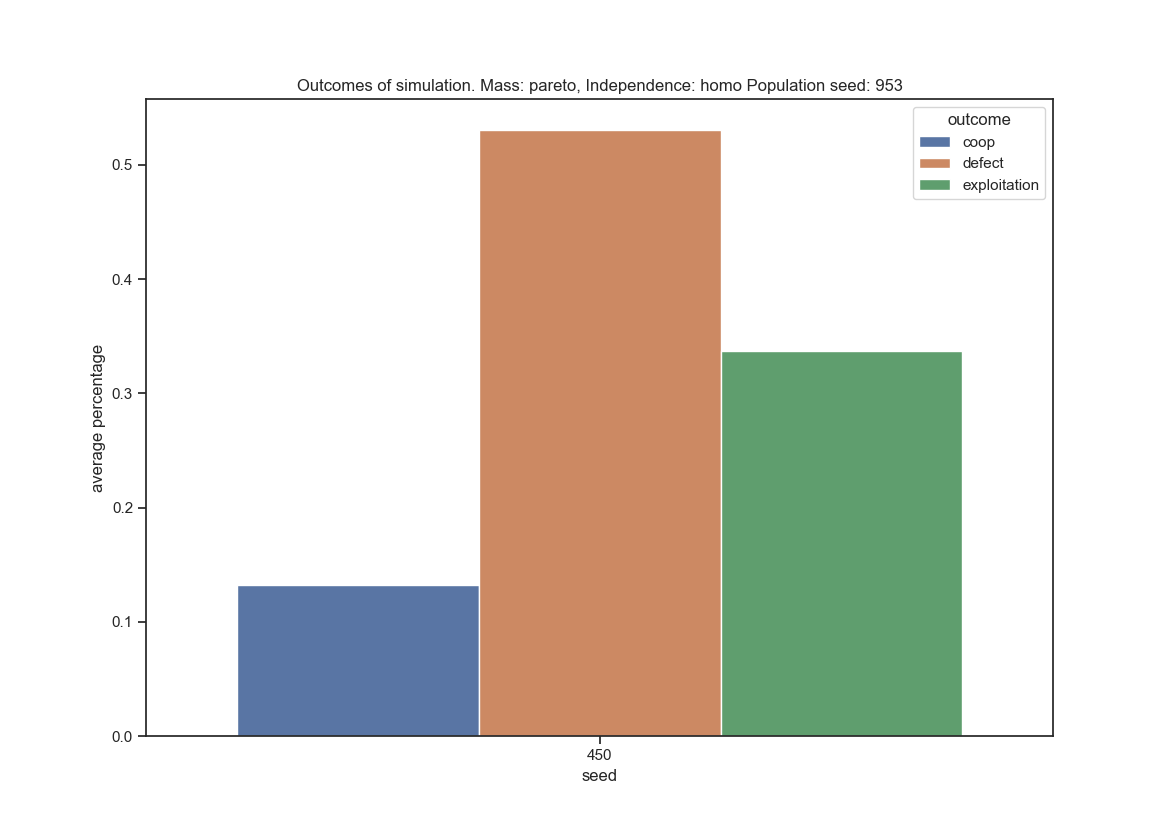 Outcomes of simulation. Mass: pareto, Independence: homo Population seed: 953
outcome
coop
defect
exploitation
average percentage
0.5
0.4
0.3
0.2
0.1
0.0
450
seed